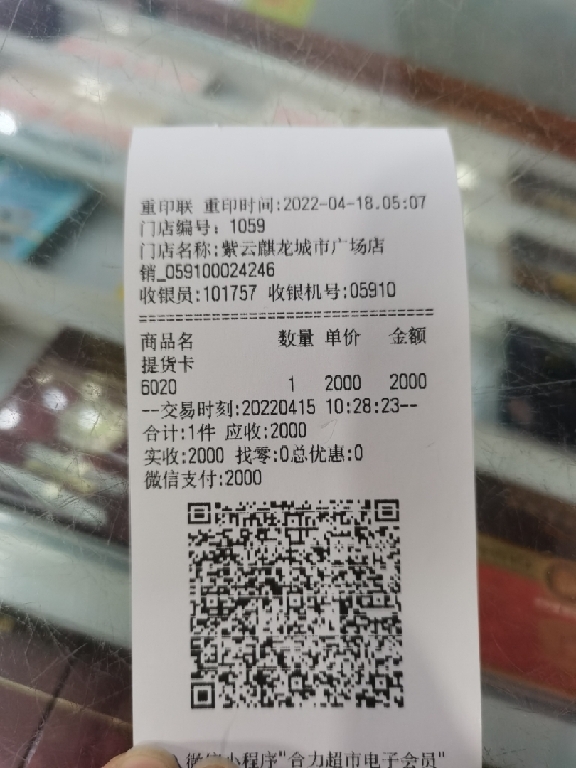 重印联 重印时间:2022-04-18.05:07
门店编号: 1059
门店名称:紫云麒龙城市广场店
销_059100024246
收银员:101757 收银机号:05910
商品名 数量 单价 金额
提货卡
6020 1 2000 2000
--交易时刻:20220415 10:28:23--
合计:1件 应收:2000
实收:2000 找零:0总优惠:0
微信支付:2000
微信小程序"合力超市电子会员"